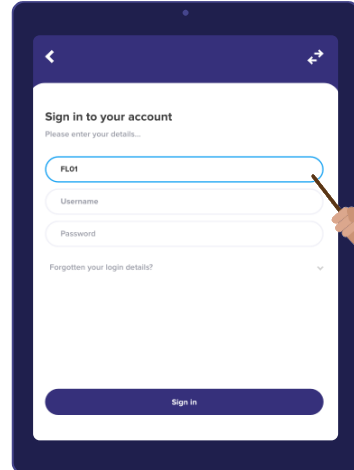 Sign in to your account
Please enter your details...
FL01
Username
Password
Forgotten your login details?
Sign in